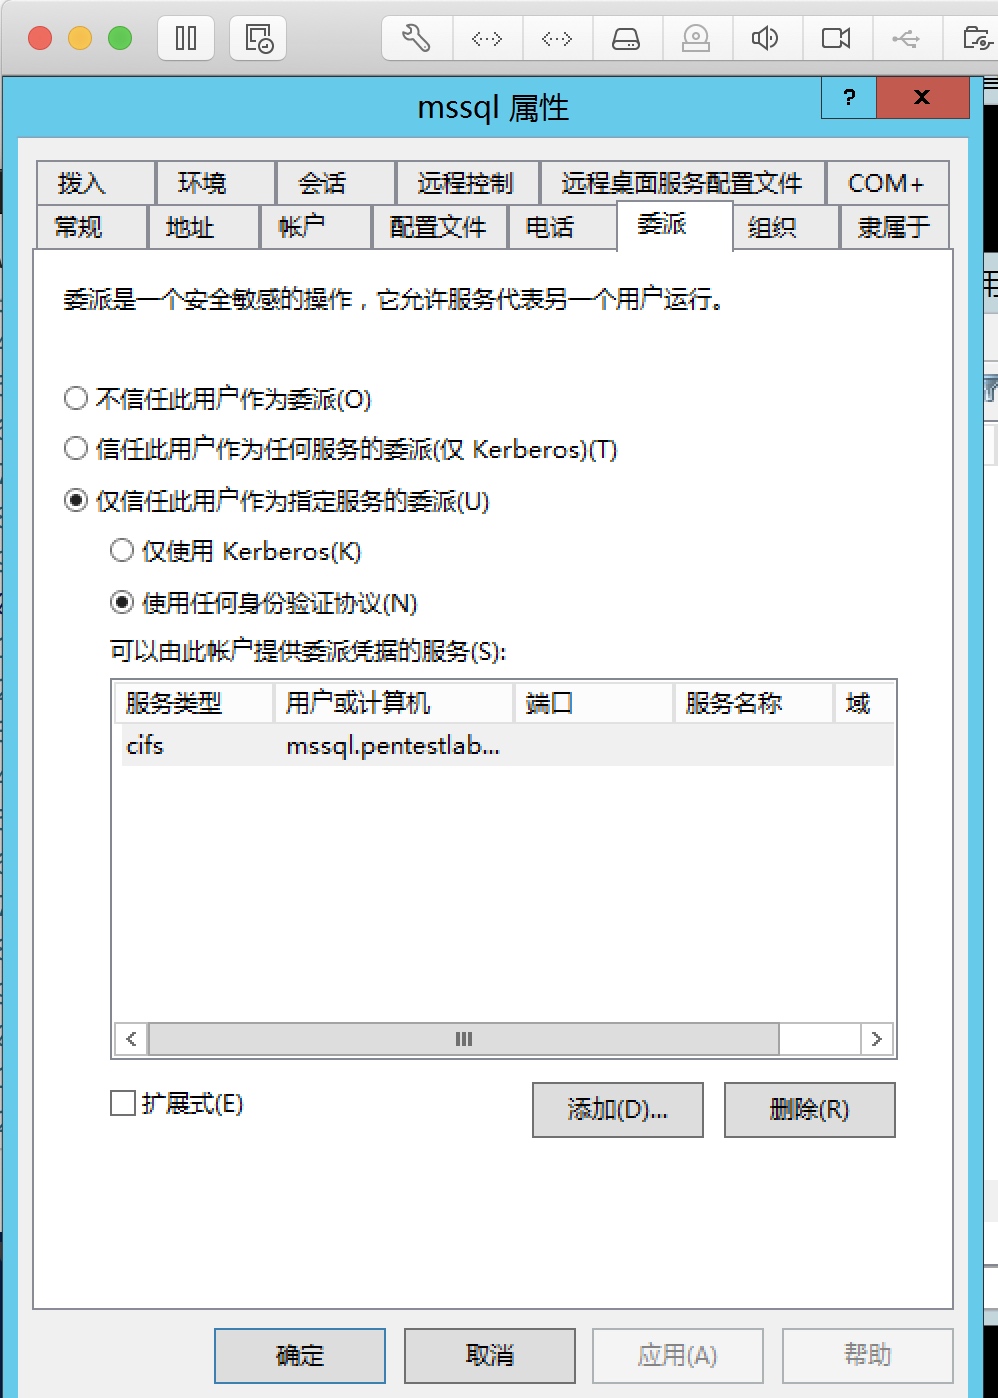 mssql 属性
?
x
拨入 环境 会话 远程控制 远程桌面服务配置文件 COM+
常规 地址 帐户 配置文件 电话 委派 组织 隶属于
委派是一个安全敏感的操作，它允许服务代表另一个用户运行。
不信任此用户作为委派(O)
信任此用户作为任何服务的委派(仅 Kerberos)(T)
仅信任此用户作为指定服务的委派(U)
仅使用 Kerberos(K)
使用任何身份验证协议(N)
可以由此帐户提供委派凭据的服务(S):
服务类型 用户或计算机 端口 服务名称 域
cifs mssql.pentestlab...
扩展式(E)
添加(D)... 删除(R)
确定 取消 应用(A) 帮助